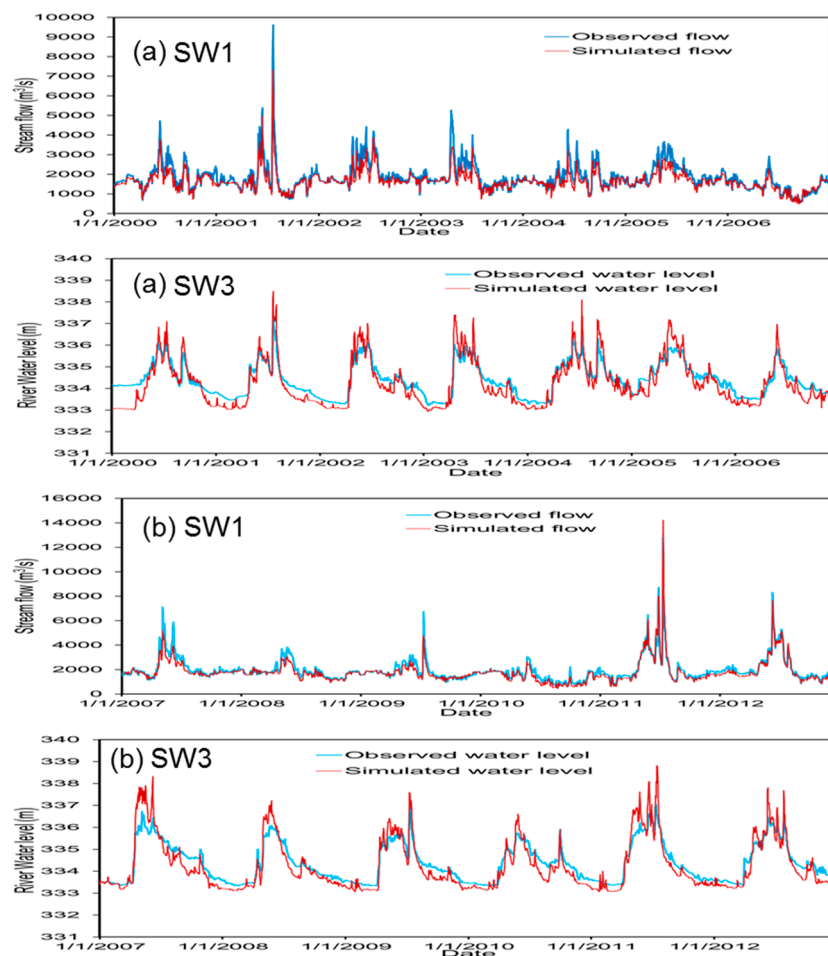 10000
9000
8000
7000
6000
5000
4000
3000
2000
1000
0
Stream flow (m³/s)
(a) SW1
Observed flow
Simulated flow
1/1/2000 1/1/2001 1/1/2002 1/1/2003 1/1/2004 1/1/2005 1/1/2006
Date
340
339
338
337
336
335
334
333
332
331
River Water level (m)
(a) SW3
Observed water level
Simulated water level
1/1/2000 1/1/2001 1/1/2002 1/1/2003 1/1/2004 1/1/2005 1/1/2006
Date
16000
14000
12000
10000
8000
6000
4000
2000
0
Stream flow (m³/s)
(b) SW1
Observed flow
Simulated flow
1/1/2007 1/1/2008 1/1/2009 1/1/2010 1/1/2011 1/1/2012
Date
340
339
338
337
336
335
334
333
332
331
River Water level (m)
(b) SW3
Observed water level
Simulated water level
1/1/2007 1/1/2008 1/1/2009 1/1/2010 1/1/2011 1/1/2012
Date